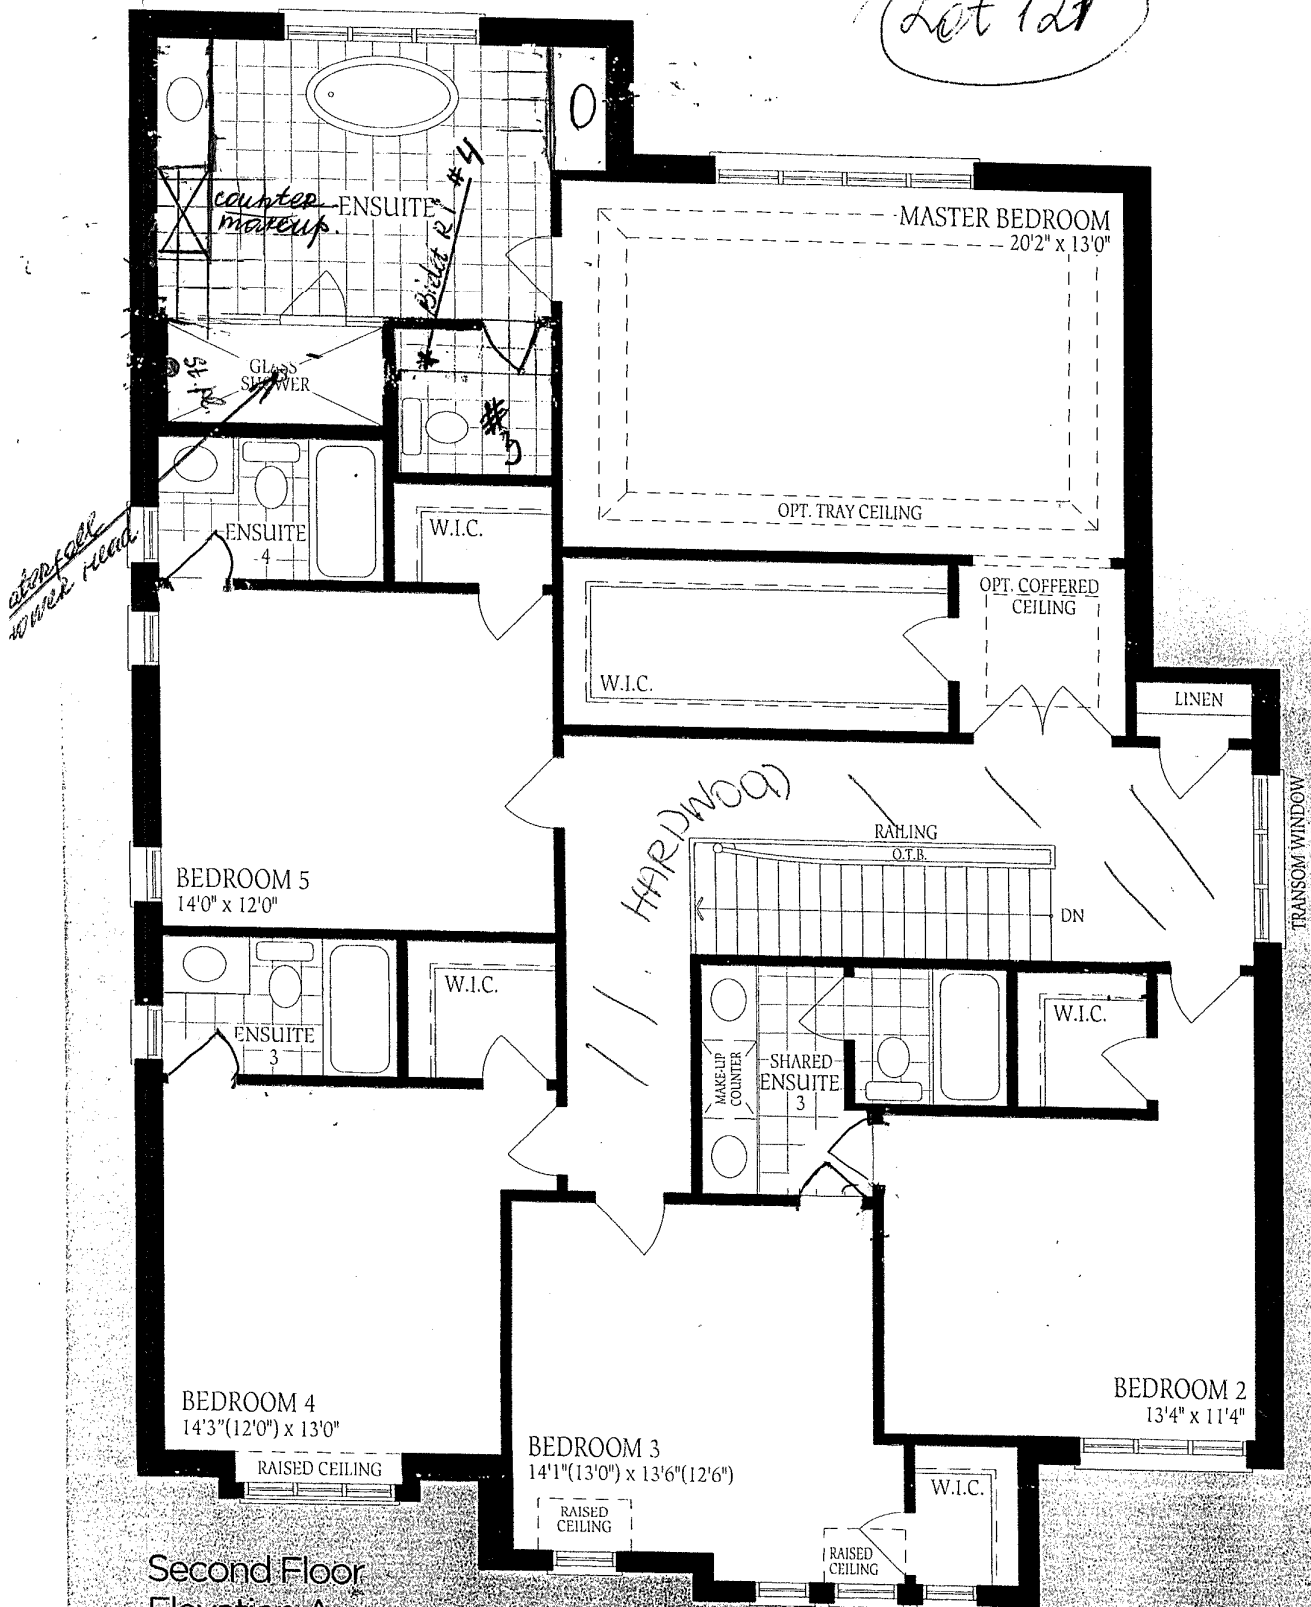 Lot 121
counter
makeup.
ENSUITE
Bidet RI #4
MASTER BEDROOM
20'2" x 13'0"
GLASS
SHOWER
#
3
OPT. TRAY CEILING
W.I.C.
ENSUITE
4
OPT. COFFERED
CEILING
W.I.C.
LINEN
HARDWOOD
RAILING
O.T.B.
DN
TRANSOM WINDOW
BEDROOM 5
14'0" x 12'0"
W.I.C.
ENSUITE
3
W.I.C.
MAKE-UP
COUNTER
SHARED
ENSUITE
3
BEDROOM 4
14'3"(12'0") x 13'0"
RAISED CEILING
BEDROOM 3
14'1"(13'0") x 13'6"(12'6")
RAISED
CEILING
BEDROOM 2
13'4" x 11'4"
W.I.C.
RAISED
CEILING
Second Floor
Elevation A